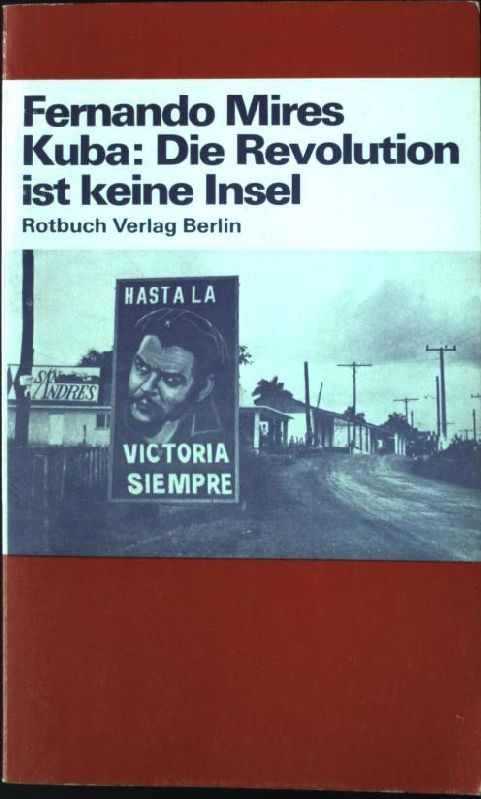 Fernando Mires
Kuba: Die Revolution
ist keine Insel
Rotbuch Verlag Berlin
HASTA LA
SAN
ANDRES
VICTORIA
SIEMPRE